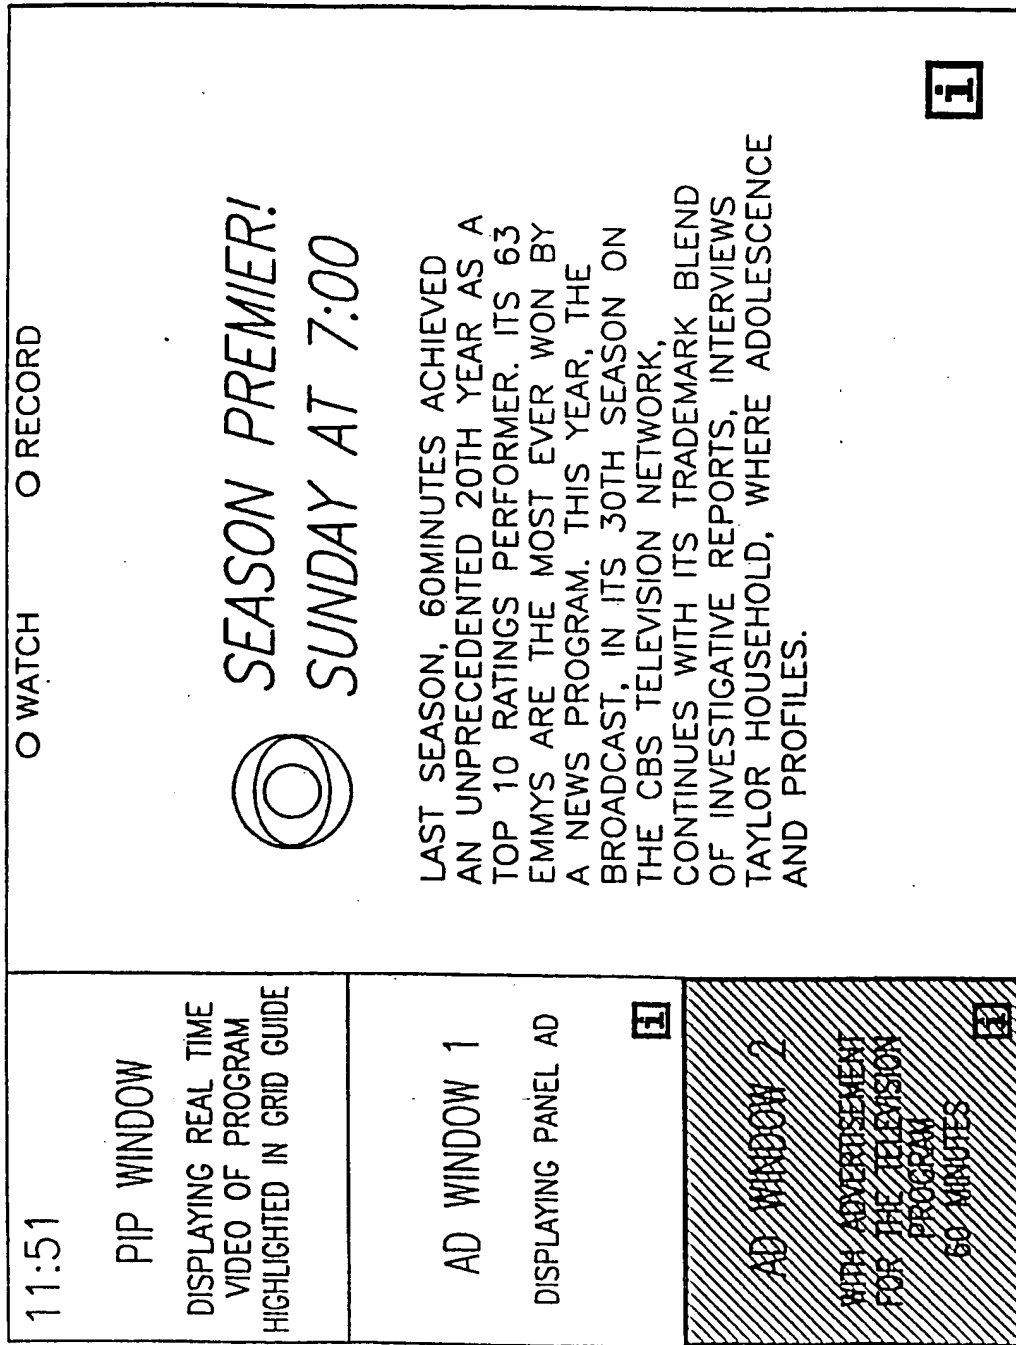 11:51
PIP WINDOW
DISPLAYING REAL TIME
VIDEO OF PROGRAM
HIGHLIGHTED IN GRID GUIDE
AD WINDOW 1
DISPLAYING PANEL AD
i
AD WINDOW 2
WITH ADVERTISEMENT
FOR THE TELEVISION
PROGRAM
60 MINUTES
i
O WATCH O RECORD
SEASON PREMIER!
SUNDAY AT 7:00
LAST SEASON, 60MINUTES ACHIEVED
AN UNPRECEDENTED 20TH YEAR AS A
TOP 10 RATINGS PERFORMER. ITS 63
EMMYS ARE THE MOST EVER WON BY
A NEWS PROGRAM. THIS YEAR, THE
BROADCAST, IN ITS 30TH SEASON ON
THE CBS TELEVISION NETWORK,
CONTINUES WITH ITS TRADEMARK BLEND
OF INVESTIGATIVE REPORTS, INTERVIEWS
TAYLOR HOUSEHOLD, WHERE ADOLESCENCE
AND PROFILES.
i